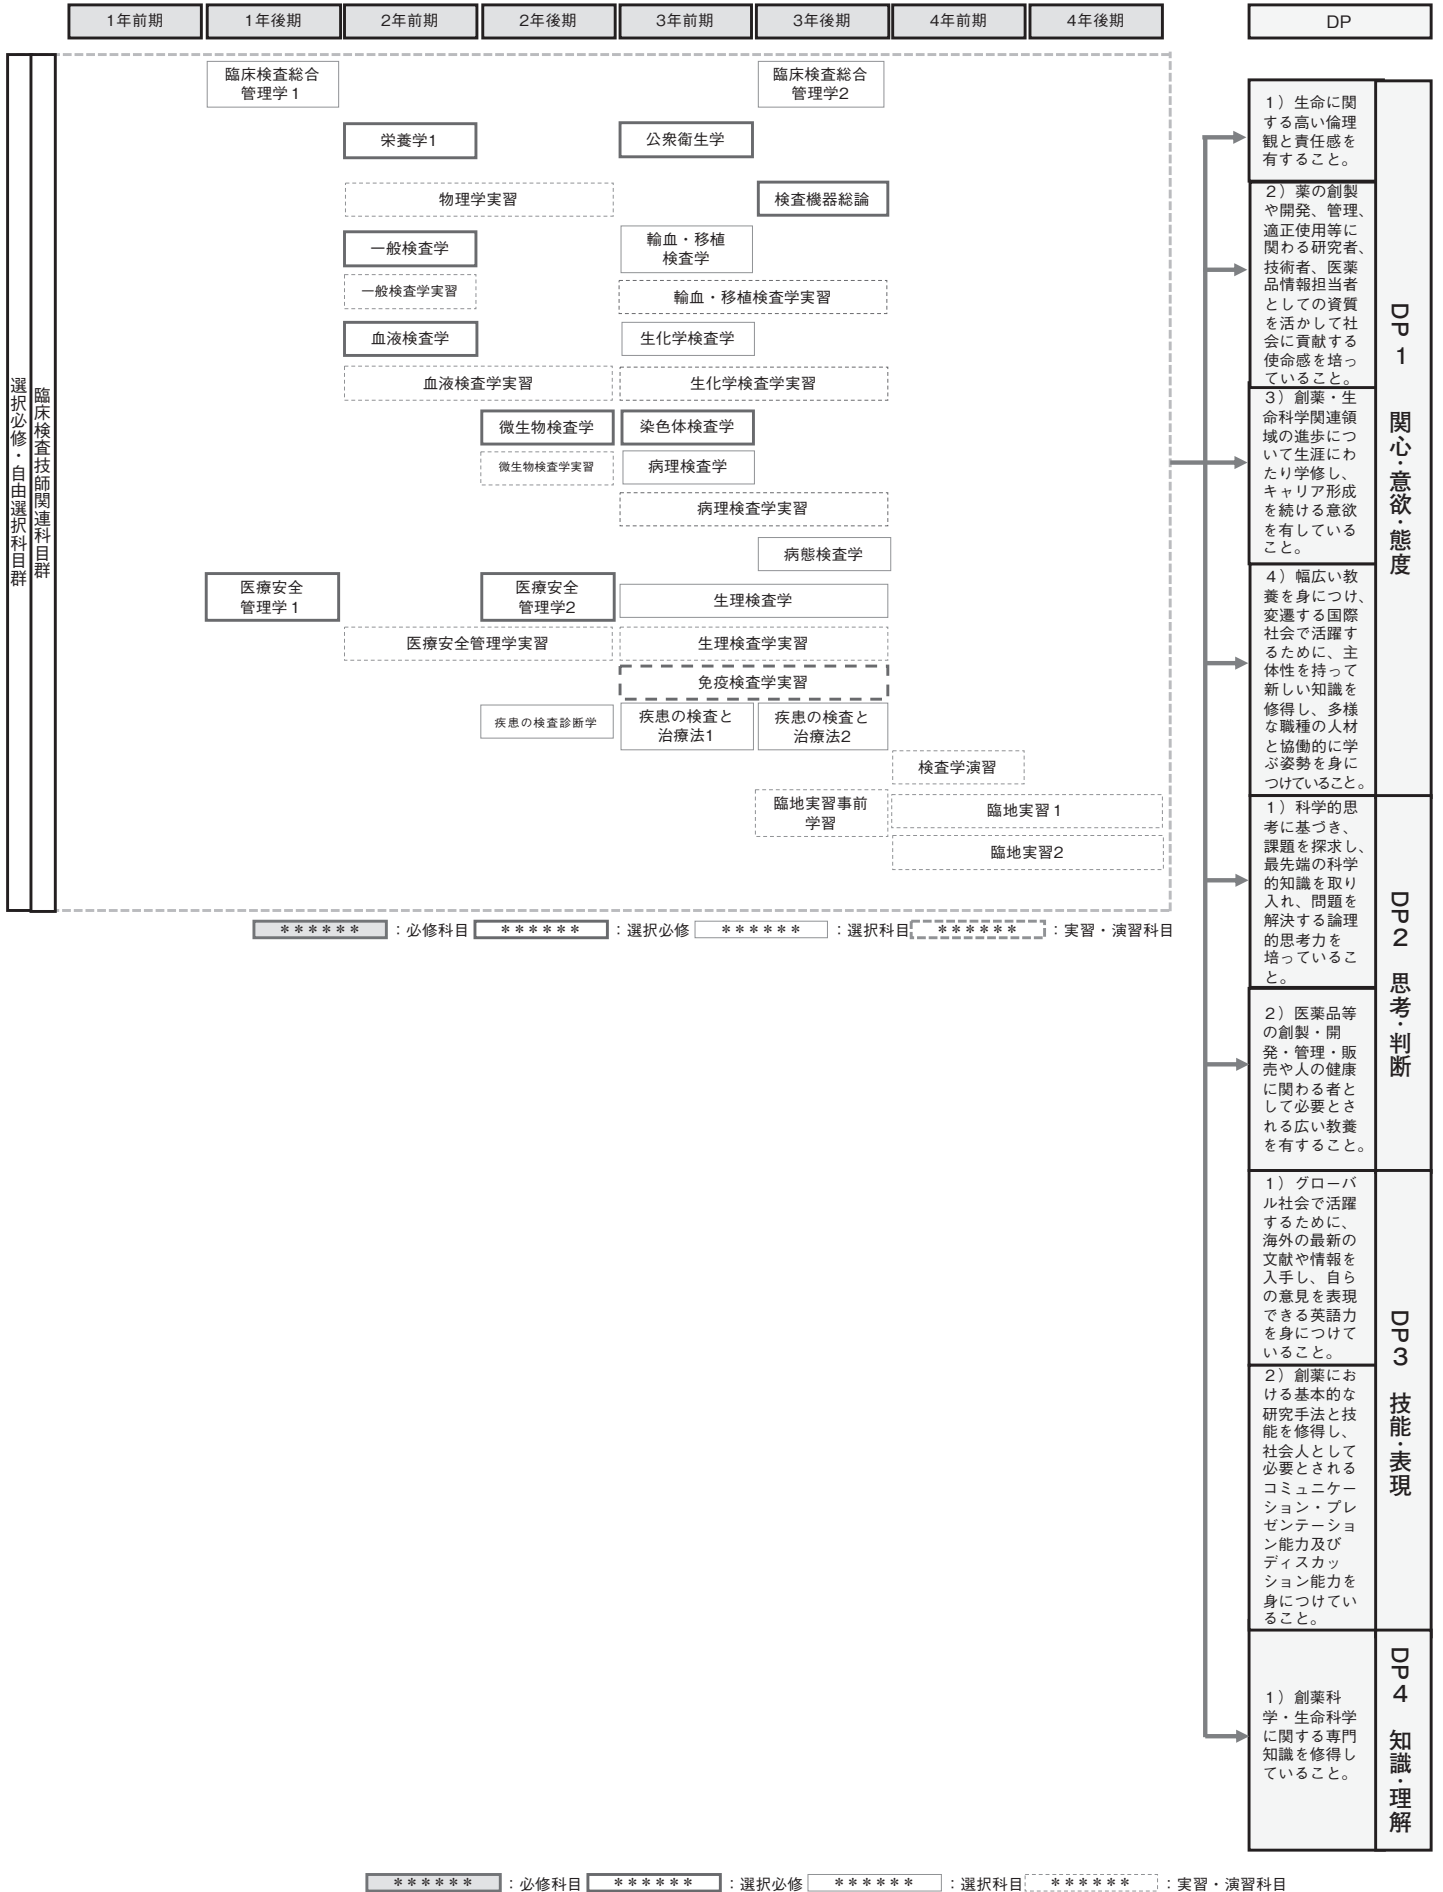 1年前期
1年後期
2年前期
2年後期
3年前期
3年後期
4年前期
4年後期
DP
選択必修・自由選択科目群
臨床検査技師関連科目群
臨床検査総合
管理学1
臨床検査総合
管理学2
栄養学1
公衆衛生学
物理学実習
検査機器総論
一般検査学
輸血・移植
検査学
一般検査学実習
輸血・移植検査学実習
血液検査学
生化学検査学
血液検査学実習
生化学検査学実習
微生物検査学
染色体検査学
微生物検査学実習
病理検査学
病理検査学実習
病態検査学
医療安全
管理学1
医療安全
管理学2
生理検査学
医療安全管理学実習
生理検査学実習
免疫検査学実習
疾患の検査診断学
疾患の検査と
治療法1
疾患の検査と
治療法2
検査学演習
臨地実習事前
学習
臨地実習1
臨地実習2
****** :必修科目 ****** :選択必修 ****** :選択科目 ****** :実習・演習科目
1)生命に関
する高い倫理
観と責任感を
有すること。
2)薬の創製
や開発、管理、
適正使用等に
関わる研究者、
技術者、医薬
品情報担当者
としての資質
を活かして社
会に貢献する
使命感を培っ
ていること。
3)創薬・生
命科学関連領
域の進歩につ
いて生涯にわ
たり学修し、
キャリア形成
を続ける意欲
を有している
こと。
4)幅広い教
養を身につけ、
変遷する国際
社会で活躍す
るために、主
体性を持って
新しい知識を
修得し、多様
な職種の人材
と協働的に学
ぶ姿勢を身に
つけていること。
DP1 関心・意欲・態度
1)科学的思
考に基づき、
課題を探求し、
最先端の科学
的知識を取り
入れ、問題を
解決する論理
的思考力を
培っているこ
と。
2)医薬品等
の創製・開
発・管理・販
売や人の健康
に関わる者と
して必要とさ
れる広い教養
を有すること。
DP2 思考・判断
1)グローバ
ル社会で活躍
するために、
海外の最新の
文献や情報を
入手し、自ら
の意見を表現
できる英語力
を身につけて
いること。
2)創薬にお
ける基本的な
研究手法と技
能を修得し、
社会人として
必要とされる
コミュニケー
ション・プレ
ゼンテーショ
ン能力及び
ディスカッ
ション能力を
身につけてい
ること。
DP3 技能・表現
1)創薬科
学・生命科学
に関する専門
知識を修得し
ていること。
DP4 知識・理解
****** :必修科目 ****** :選択必修 ****** :選択科目 ****** :実習・演習科目